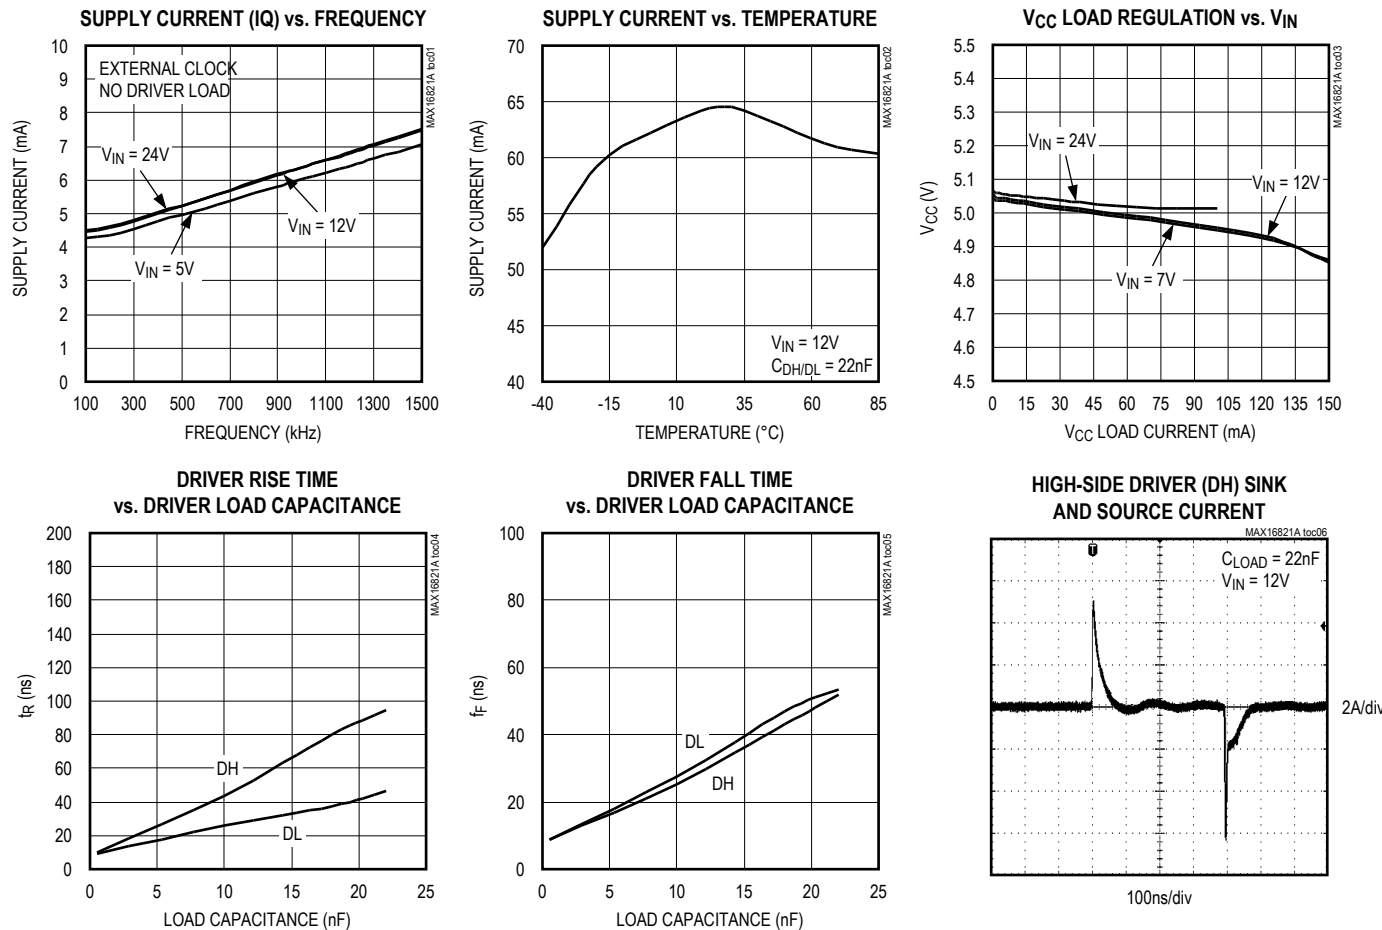 SUPPLY CURRENT (IQ) vs. FREQUENCY
10
9
8
7
6
5
4
3
2
1
0
SUPPLY CURRENT (mA)
EXTERNAL CLOCK
NO DRIVER LOAD
VIN = 24V
VIN = 12V
VIN = 5V
MAX16821A toc01
100 300 500 700 900 1100 1300 1500
FREQUENCY (kHz)
SUPPLY CURRENT vs. TEMPERATURE
70
65
60
55
50
45
40
SUPPLY CURRENT (mA)
MAX16821A toc02
VIN = 12V
CDH/DL = 22nF
-40 -15 10 35 60 85
TEMPERATURE (°C)
VCC LOAD REGULATION vs. VIN
5.5
5.4
5.3
5.2
5.1
5.0
4.9
4.8
4.7
4.6
4.5
VCC (V)
MAX16821A toc03
VIN = 24V
VIN = 12V
VIN = 7V
0 15 30 45 60 75 90 105 120 135 150
VCC LOAD CURRENT (mA)
DRIVER RISE TIME
vs. DRIVER LOAD CAPACITANCE
200
180
160
140
120
100
80
60
40
20
0
tR (ns)
MAX16821A toc04
DH
DL
0 5 10 15 20 25
LOAD CAPACITANCE (nF)
DRIVER FALL TIME
vs. DRIVER LOAD CAPACITANCE
100
80
60
40
20
0
fF (ns)
MAX16821A toc05
DL
DH
0 5 10 15 20 25
LOAD CAPACITANCE (nF)
HIGH-SIDE DRIVER (DH) SINK
AND SOURCE CURRENT
MAX16821A toc06
T
CLOAD = 22nF
VIN = 12V
2A/div
100ns/div